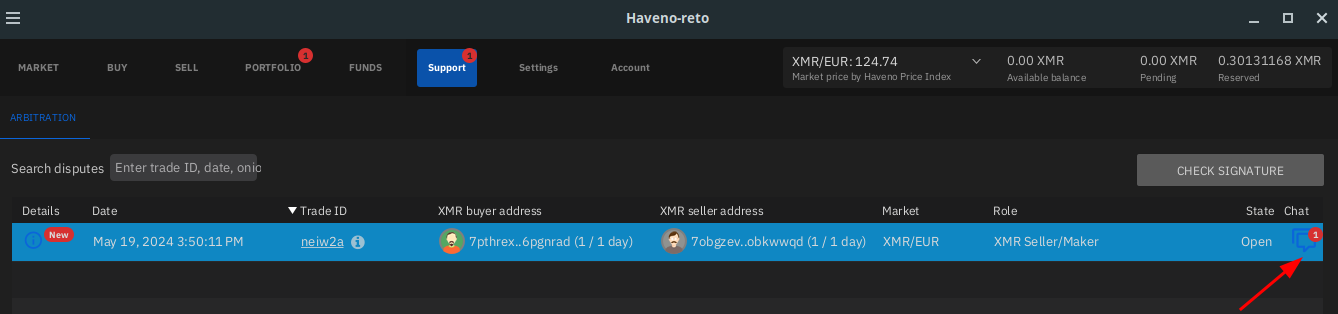 Haveno-reto
MARKET BUY SELL PORTFOLIO 1 FUNDS Support 1 Settings Account
XMR/EUR: 124.74 0.00 XMR 0.00 XMR 0.30131168 XMR
Market price by Haveno Price Index Available balance Pending Reserved
ARBITRATION
Search disputes Enter trade ID, date, onio CHECK SIGNATURE
Details Date Trade ID XMR buyer address XMR seller address Market Role State Chat
New May 19, 2024 3:50:11 PM neiw2a 7pthrex..6pgnrad (1 / 1 day) 7obgzev..obkwwqd (1 / 1 day) XMR/EUR XMR Seller/Maker Open 1